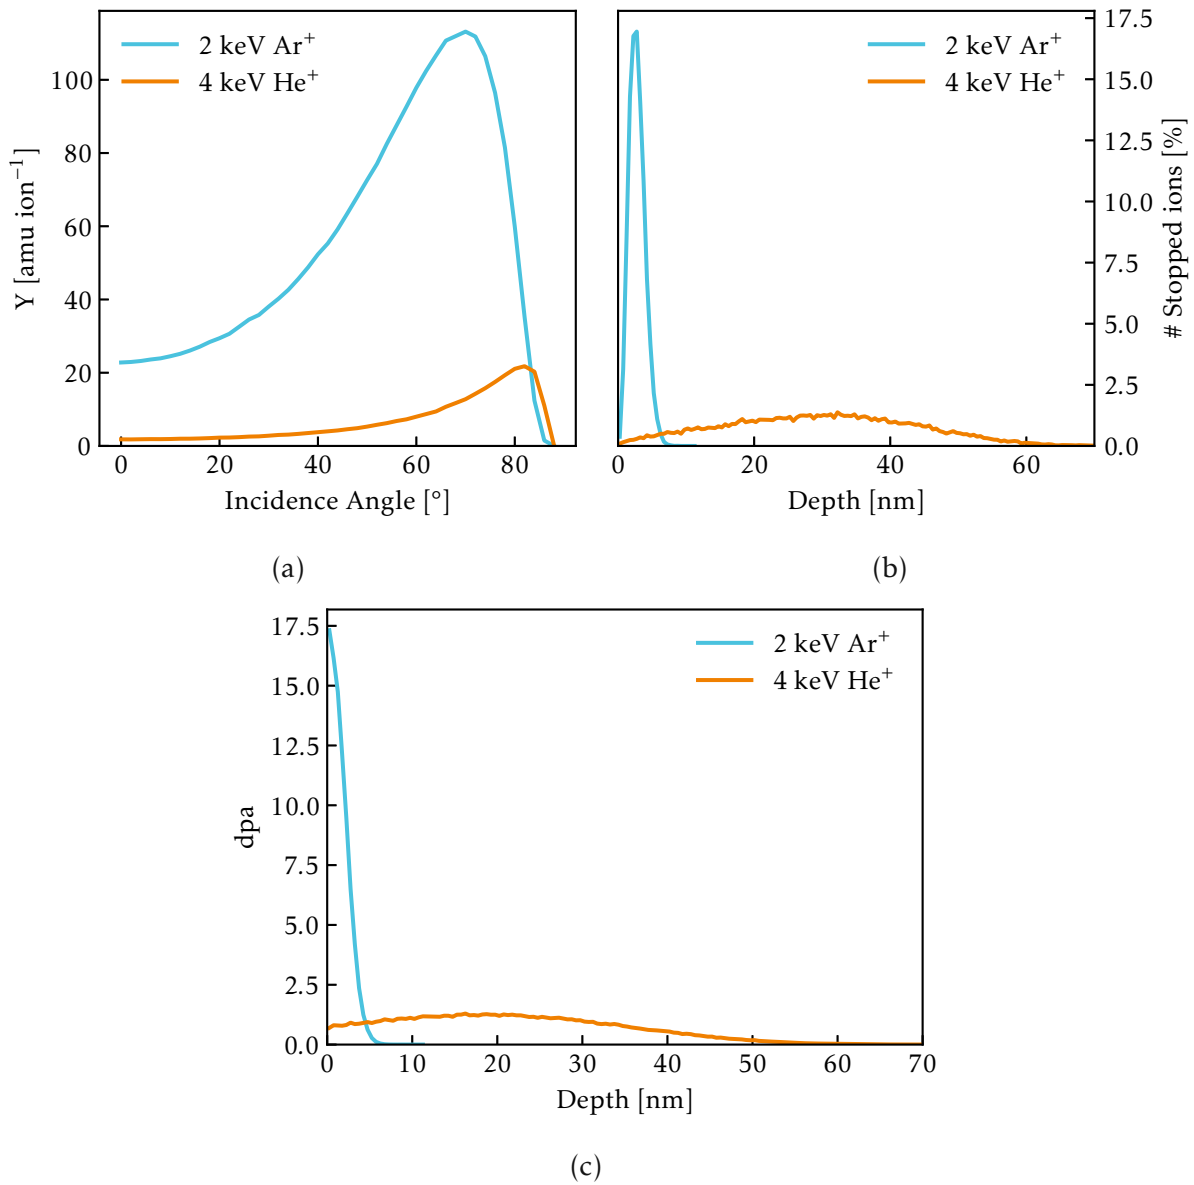 2 keV Ar⁺
4 keV He⁺
100
80
60
40
20
0
Y [amu ion⁻¹]
0 20 40 60 80
Incidence Angle [°]
(a)
2 keV Ar⁺
4 keV He⁺
17.5
15.0
12.5
10.0
7.5
5.0
2.5
0.0
# Stopped ions [%]
0 20 40 60
Depth [nm]
(b)
2 keV Ar⁺
4 keV He⁺
17.5
15.0
12.5
10.0
7.5
5.0
2.5
0.0
dpa
0 10 20 30 40 50 60 70
Depth [nm]
(c)